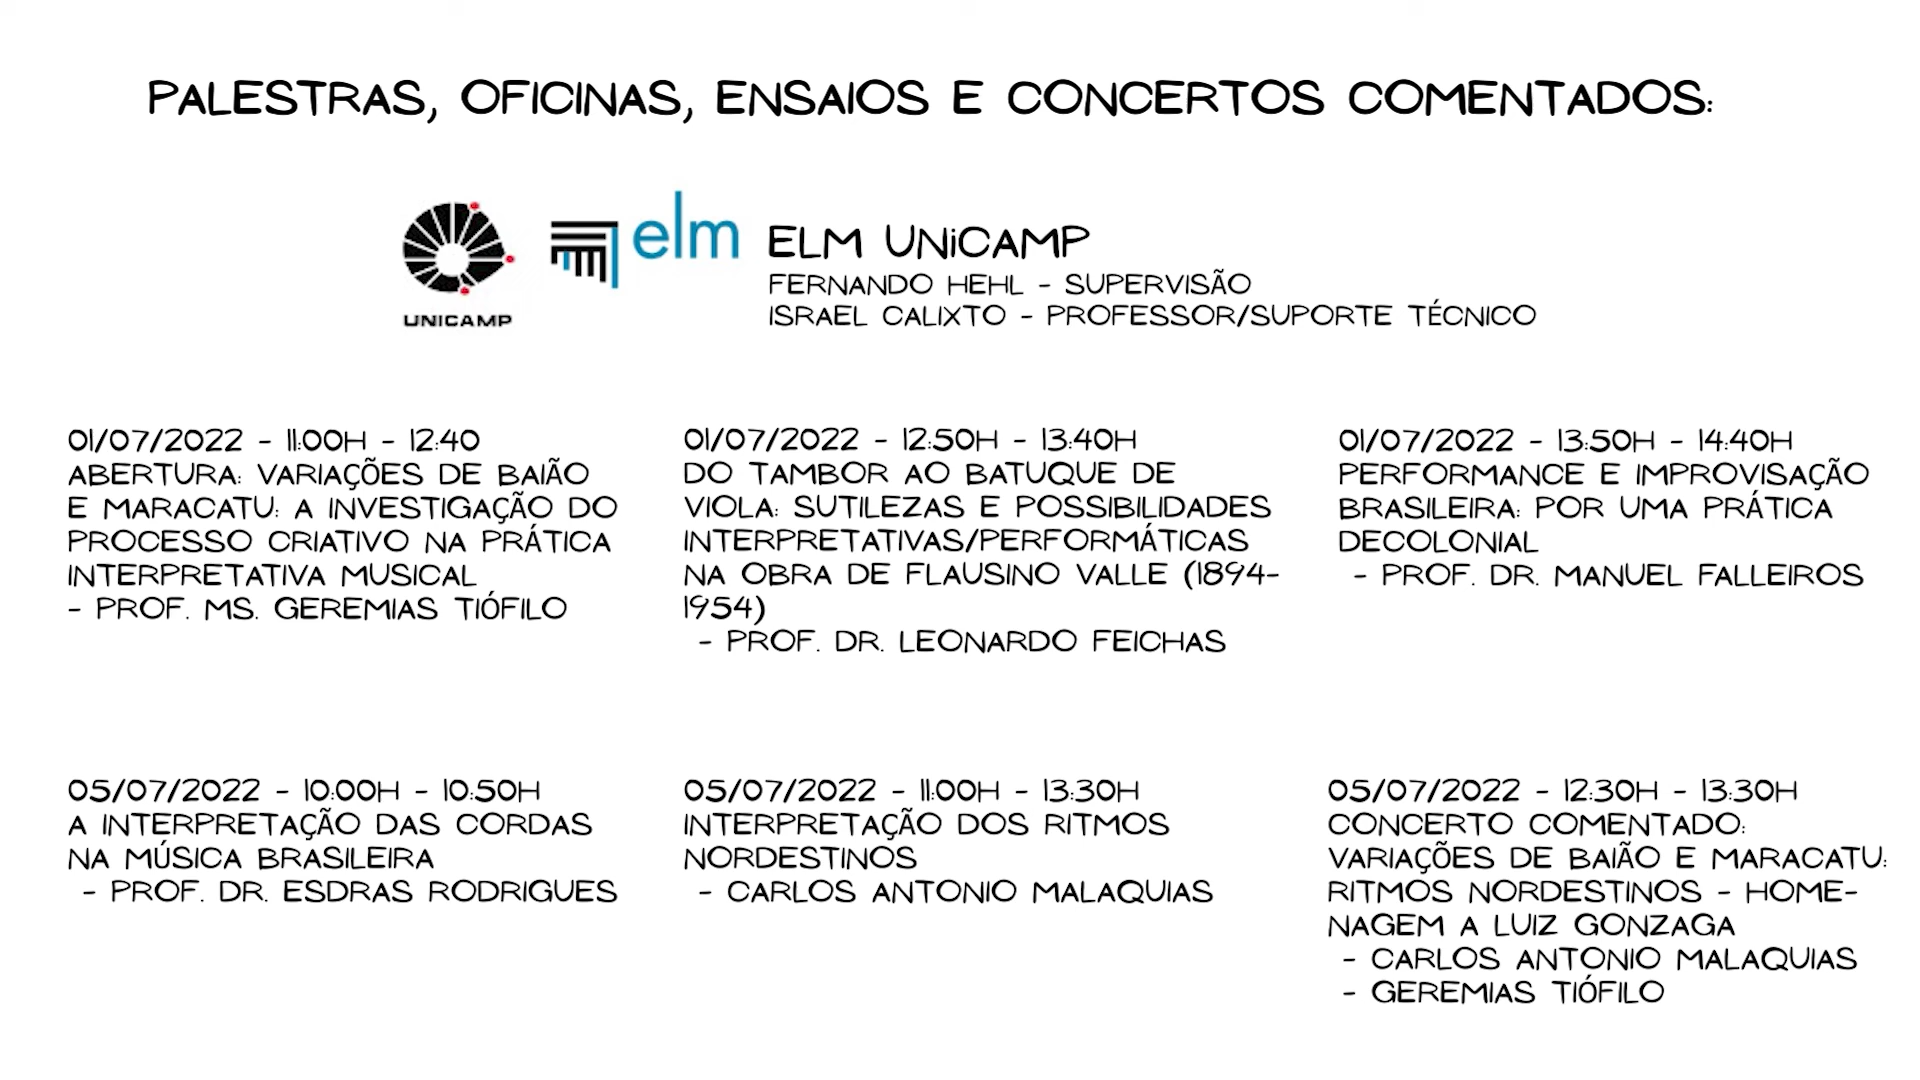 PALESTRAS, OFICINAS, ENSAIOS E CONCERTOS COMENTADOS:
UNICAMP
elm
ELM UNiCAMP
FERNANDO HEHL - SUPERVISÃO
ISRAEL CALIXTO - PROFESSOR/SUPORTE TÉCNICO
01/07/2022 - 11:00H - 12:40
ABERTURA: VARIAÇÕES DE BAIÃO
E MARACATU: A INVESTIGAÇÃO DO
PROCESSO CRIATIVO NA PRÁTICA
INTERPRETATIVA MUSICAL
- PROF. MS. GEREMIAS TIÓFILO
01/07/2022 - 12:50H - 13:40H
DO TAMBOR AO BATUQUE DE
VIOLA: SUTILEZAS E POSSIBILIDADES
INTERPRETATIVAS/PERFORMÁTICAS
NA OBRA DE FLAUSINO VALLE (1894-
1954)
- PROF. DR. LEONARDO FEICHAS
01/07/2022 - 13:50H - 14:40H
PERFORMANCE E IMPROVISAÇÃO
BRASILEIRA: POR UMA PRÁTICA
DECOLONIAL
- PROF. DR. MANUEL FALLEIROS
05/07/2022 - 10:00H - 10:50H
A INTERPRETAÇÃO DAS CORDAS
NA MÚSICA BRASILEIRA
- PROF. DR. ESDRAS RODRIGUES
05/07/2022 - 11:00H - 13:30H
INTERPRETAÇÃO DOS RITMOS
NORDESTINOS
- CARLOS ANTONIO MALAQUIAS
05/07/2022 - 12:30H - 13:30H
CONCERTO COMENTADO:
VARIAÇÕES DE BAIÃO E MARACATU:
RITMOS NORDESTINOS - HOME-
NAGEM A LUIZ GONZAGA
- CARLOS ANTONIO MALAQUIAS
- GEREMIAS TIÓFILO